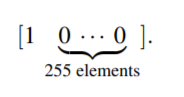 [1 0 ⋯ 0 ].
255 elements